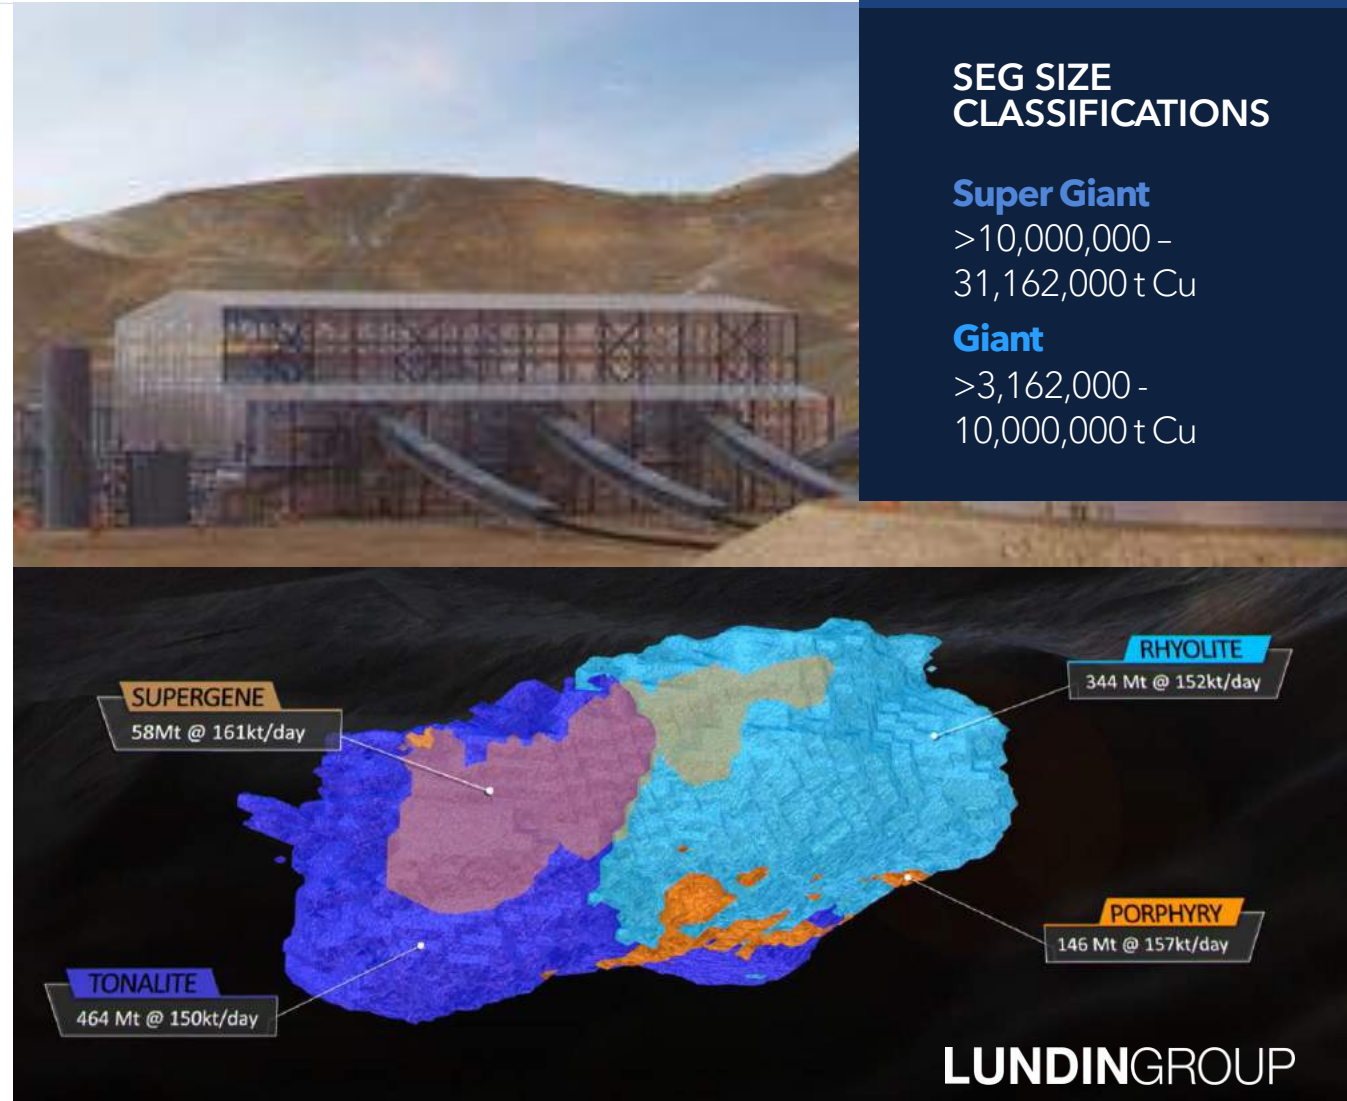 SEG SIZE
CLASSIFICATIONS
Super Giant
>10,000,000 –
31,162,000 t Cu
Giant
>3,162,000 -
10,000,000 t Cu
SUPERGENE
58Mt @ 161kt/day
RHYOLITE
344 Mt @ 152kt/day
PORPHYRY
146 Mt @ 157kt/day
TONALITE
464 Mt @ 150kt/day
LUNDINGROUP